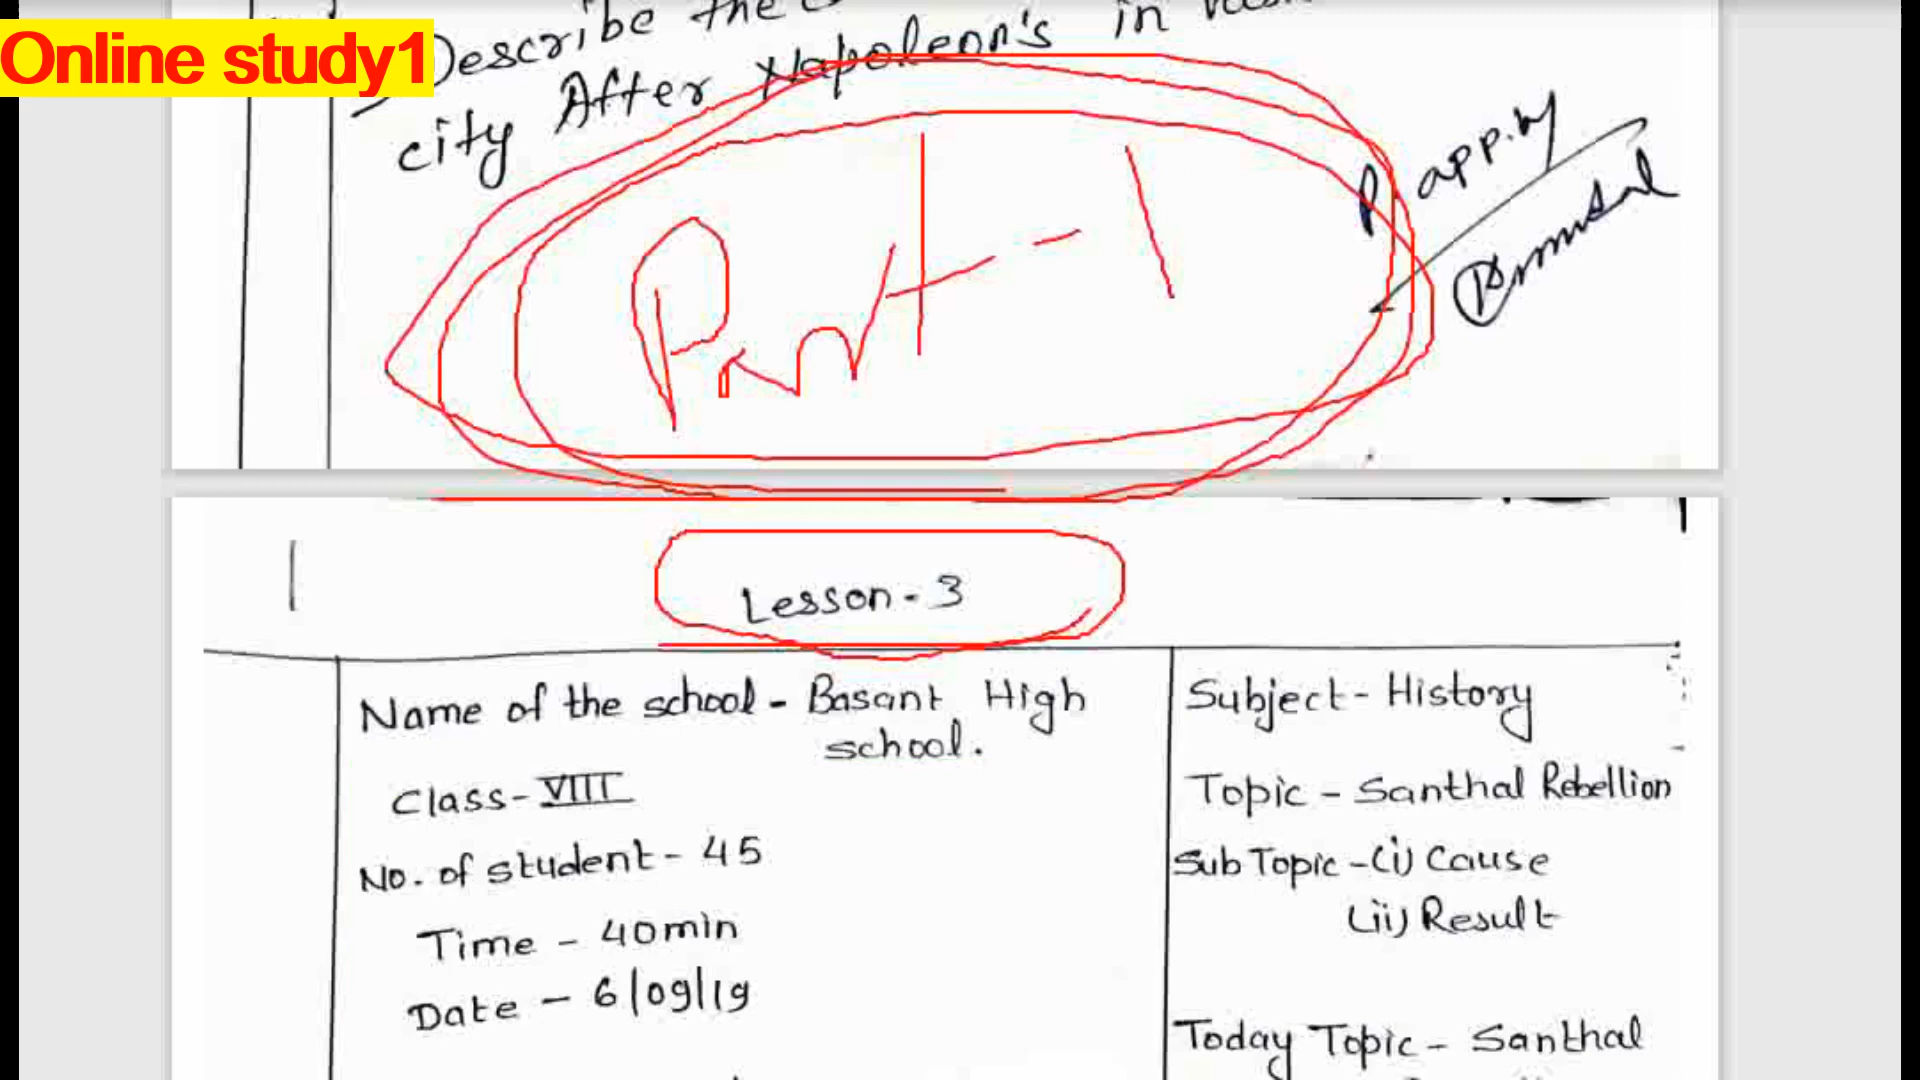 Online study1
Describe the
city After Napoleon's in
P app.by
Part-1
Lesson-3
Name of the school - Basant High
school.
Class - VIII
No. of student - 45
Time - 40min
Date - 6/09/19
Subject - History
Topic - Santhal Rebellion
Sub Topic - (i) Cause
(ii) Result
Today Topic - Santhal